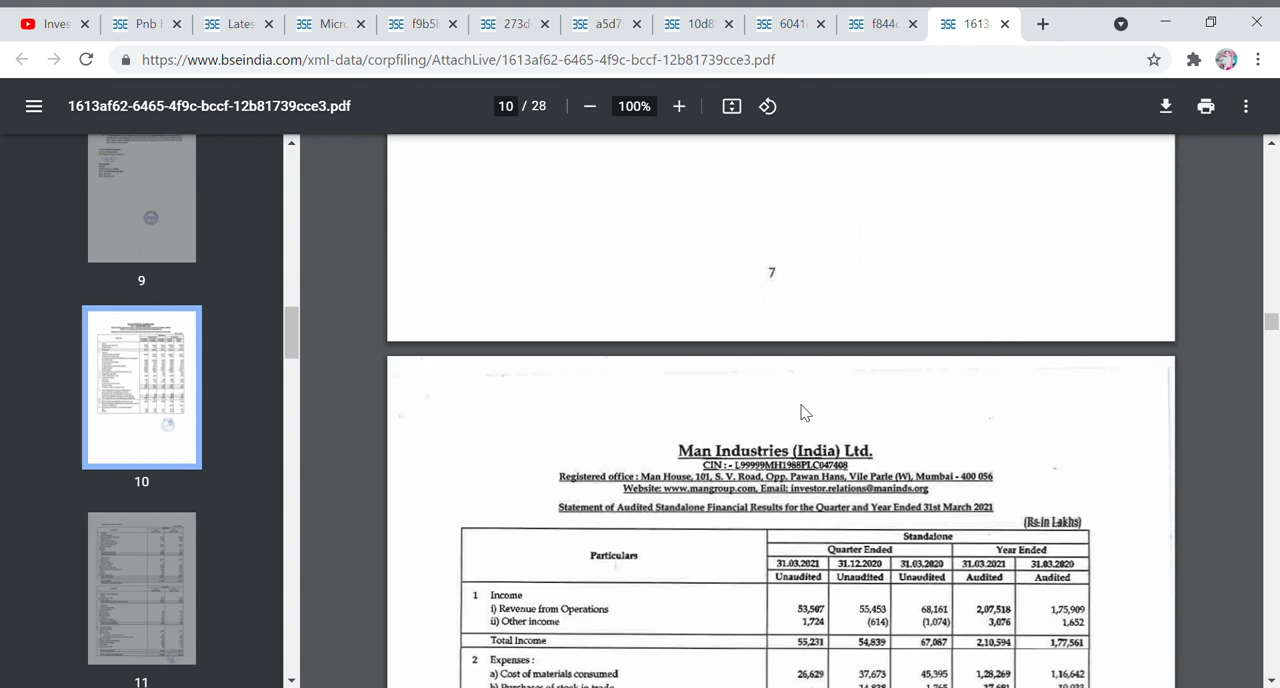 Inves
Pnb
Lates
Micro
f9b5
273d
a5d7
10d8
6041
f844
1613
https://www.bseindia.com/xml-data/corpfiling/AttachLive/1613af62-6465-4f9c-bccf-12b81739cce3.pdf
1613af62-6465-4f9c-bccf-12b81739cce3.pdf
10 / 28
100%
9
10
11
7
Man Industries (India) Ltd.
CIN : - L99999MH1988PLC047408
Registered office : Man House, 101, S. V. Road, Opp. Pawan Hans, Vile Parle (W), Mumbai - 400 056
Website: www.mangroup.com, Email: investor.relations@maninds.org
Statement of Audited Standalone Financial Results for the Quarter and Year Ended 31st March 2021
(Rs.in Lakhs)
Particulars
Standalone
Quarter Ended Year Ended
31.03.2021 31.12.2020 31.03.2020 31.03.2021 31.03.2020
Unaudited Unaudited Unaudited Audited Audited
1 Income
i) Revenue from Operations 53,507 55,453 68,161 2,07,518 1,75,909
ii) Other income 1,724 (614) (1,074) 3,076 1,652
Total Income 55,231 54,839 67,087 2,10,594 1,77,561
2 Expenses :
a) Cost of materials consumed 26,629 37,673 45,395 1,28,269 1,16,642
b) Purchases of stock in trade